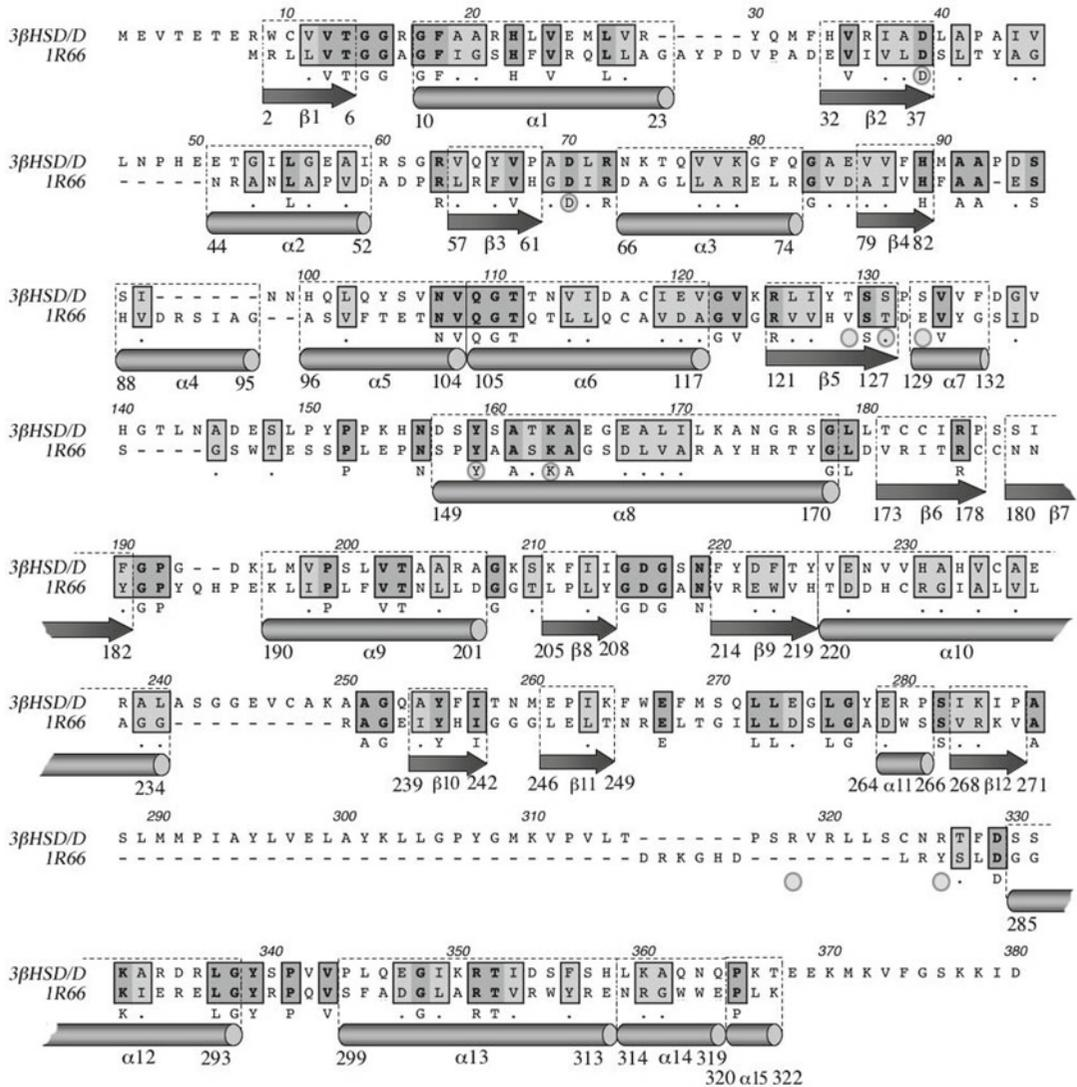 10 20 30 40
3βHSD/D M E V T E T E R W C V V T G G R G F A A R H L V E M L V R - - - - - Y Q M F H V R I A D L A P A I V
1R66 M R L L V T G G A G F I G S H F V R Q L L A G A Y P D V P A D E V I V L D S L T Y A G
. V T G G G F . . H V L . V . . D . . .
2 β1 6 10 α1 23 32 β2 37
50 60 70 80 90
3βHSD/D L N P H E E T G I L G E A I R S G R V Q Y V P A D L R N K T Q V V K G F Q G A E V V F H M A A P D S
1R66 - - - - - N R A N L A P V D A D P R L R F V H G D I R D A G L L A R E L R G V D A I V H F A A - E S
. L . . R . . V D . R . . . . G . . . H A A . S
44 α2 52 57 β3 61 66 α3 74 79 β4 82
100 110 120 130
3βHSD/D S I - - - - - - N N H Q L Q Y S V N V Q G T T N V I D A C I E V G V K R L I Y T S S P S V V F D G V
1R66 H V D R S I A G - - A S V F T E T N V Q G T Q T L L Q C A V D A G V G R V V H V S T D E V Y G S I D
. . N V Q G T . . . . . G V R . . S . V . .
88 α4 95 96 α5 104 105 α6 117 121 β5 127 129 α7 132
140 150 160 170 180
3βHSD/D H G T L N A D E S L P Y P P K H N D S Y S A T K A E G E A L I L K A N G R S G L L T C C I R P S S I
1R66 S - - - - G S W T E S S P L E P N S P Y A A S K A G S D L V A R A Y H R T Y G L D V R I T R C C N N
. . P N Y A . K A . . . . G L R
149 α8 170 173 β6 178 180 β7
190 200 210 220 230
3βHSD/D F G P G - - D K L M V P S L V T A A R A G K S K F I I G D G S N F Y D F T Y V E N V V H A H V C A E
1R66 Y G P Y Q H P E K L I P L F V T N L L D G G T L P L Y G D G A N V R E W V H T D D H C R G I A L V L
. G P . P V T . G . . G D G N . . . . . . .
182 190 α9 201 205 β8 208 214 β9 219 220 α10
240 250 260 270 280
3βHSD/D R A L A S G G E V C A K A A G Q A Y F I T N M E P I K F W E F M S Q L L E G L G Y E R P S I K I P A
1R66 A G G - - - - - - - - - R A G E I Y H I G G G L E L T N R E L T G I L L D S L G A D W S S V R K V A
. . A G . Y I . E L L . L G . S . . A
234 239 β10 242 246 β11 249 264 α11 266 268 β12 271
290 300 310 320 330
3βHSD/D S L M M P I A Y L V E L A Y K L L G P Y G M K V P V L T - - - - - P S R V R L L S C N R T F D S S
1R66 - - - - - - - - - - - - - - - - - - - - - - - - - - - - D R K G H D - - - - - - - - L R Y S L D G G
. D
285
340 350 360 370 380
3βHSD/D K A R D R L G Y S P V V P L Q E G I K R T I D S F S H L K A Q N Q P K T E E K M K V F G S K K I D
1R66 K I E R E L G Y R P Q V S F A D G L A R T V R W Y R E N R G W W E P L K
K . L G Y P V . G . R T . . . . P .
α12 293 299 α13 313 314 α14 319 320 α15 322